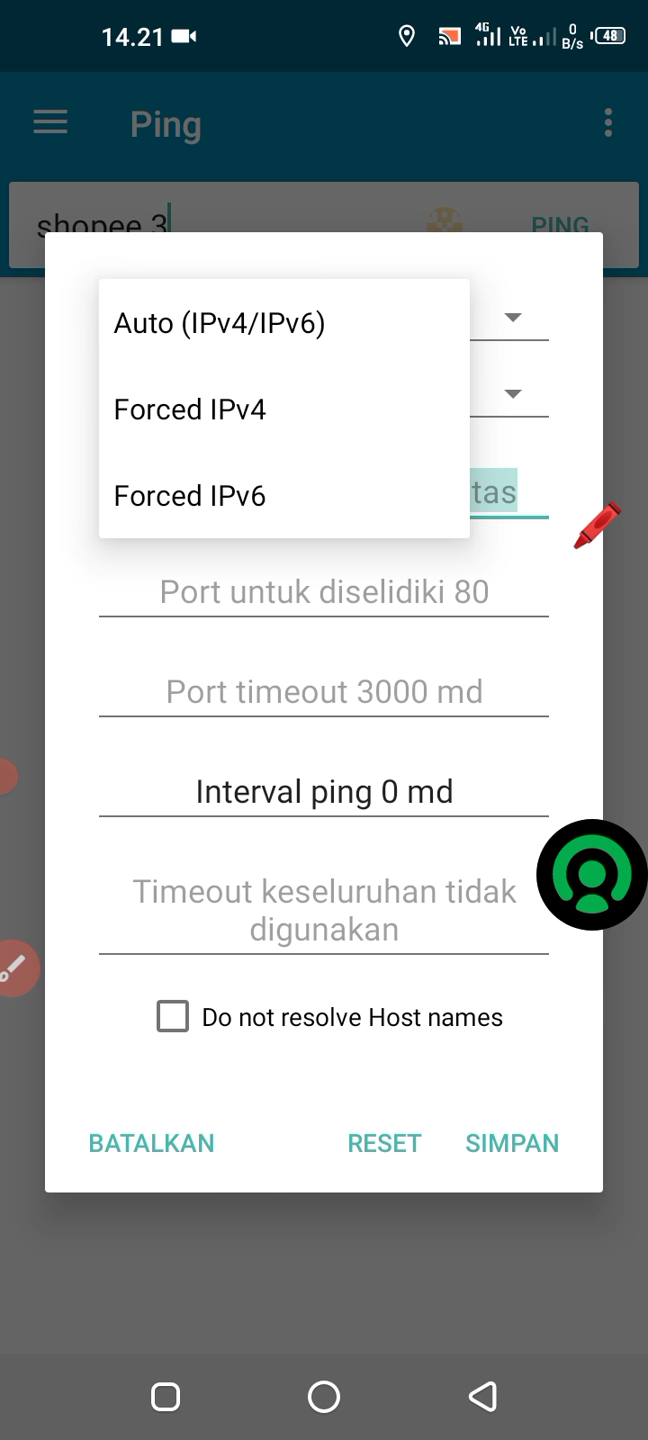 14.21
4G
Vo
LTE
0
B/s
48
Ping
shopee 3
PING
Auto (IPv4/IPv6)
Forced IPv4
Forced IPv6
tas
Port untuk diselidiki 80
Port timeout 3000 md
Interval ping 0 md
Timeout keseluruhan tidak
digunakan
Do not resolve Host names
BATALKAN
RESET
SIMPAN